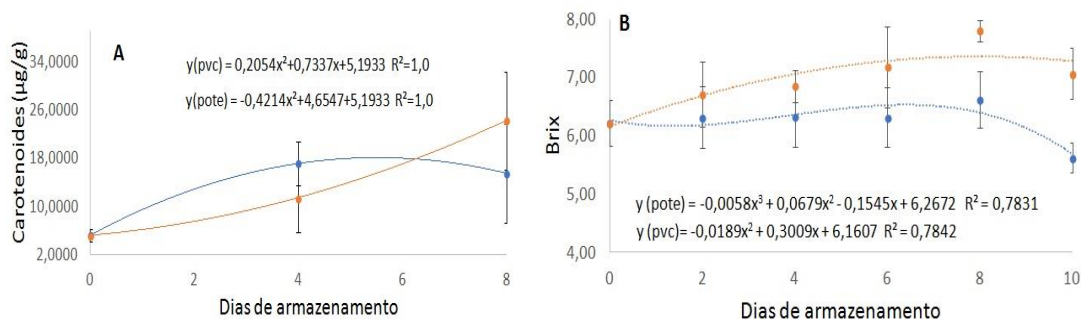 A
Carotenoides (µg/g)
34,0000
26,0000
18,0000
10,0000
2,0000
y(pvc) = 0,2054x²+0,7337x+5,1933 R²=1,0
y(pote) = -0,4214x²+4,6547+5,1933 R²=1,0
0 2 4 6 8
Dias de armazenamento
B
Brix
8,00
7,00
6,00
5,00
4,00
y (pote) = -0,0058x³ + 0,0679x² - 0,1545x + 6,2672 R² = 0,7831
y (pvc)= -0,0189x² + 0,3009x + 6,1607 R² = 0,7842
0 2 4 6 8 10
Dias de armazenamento